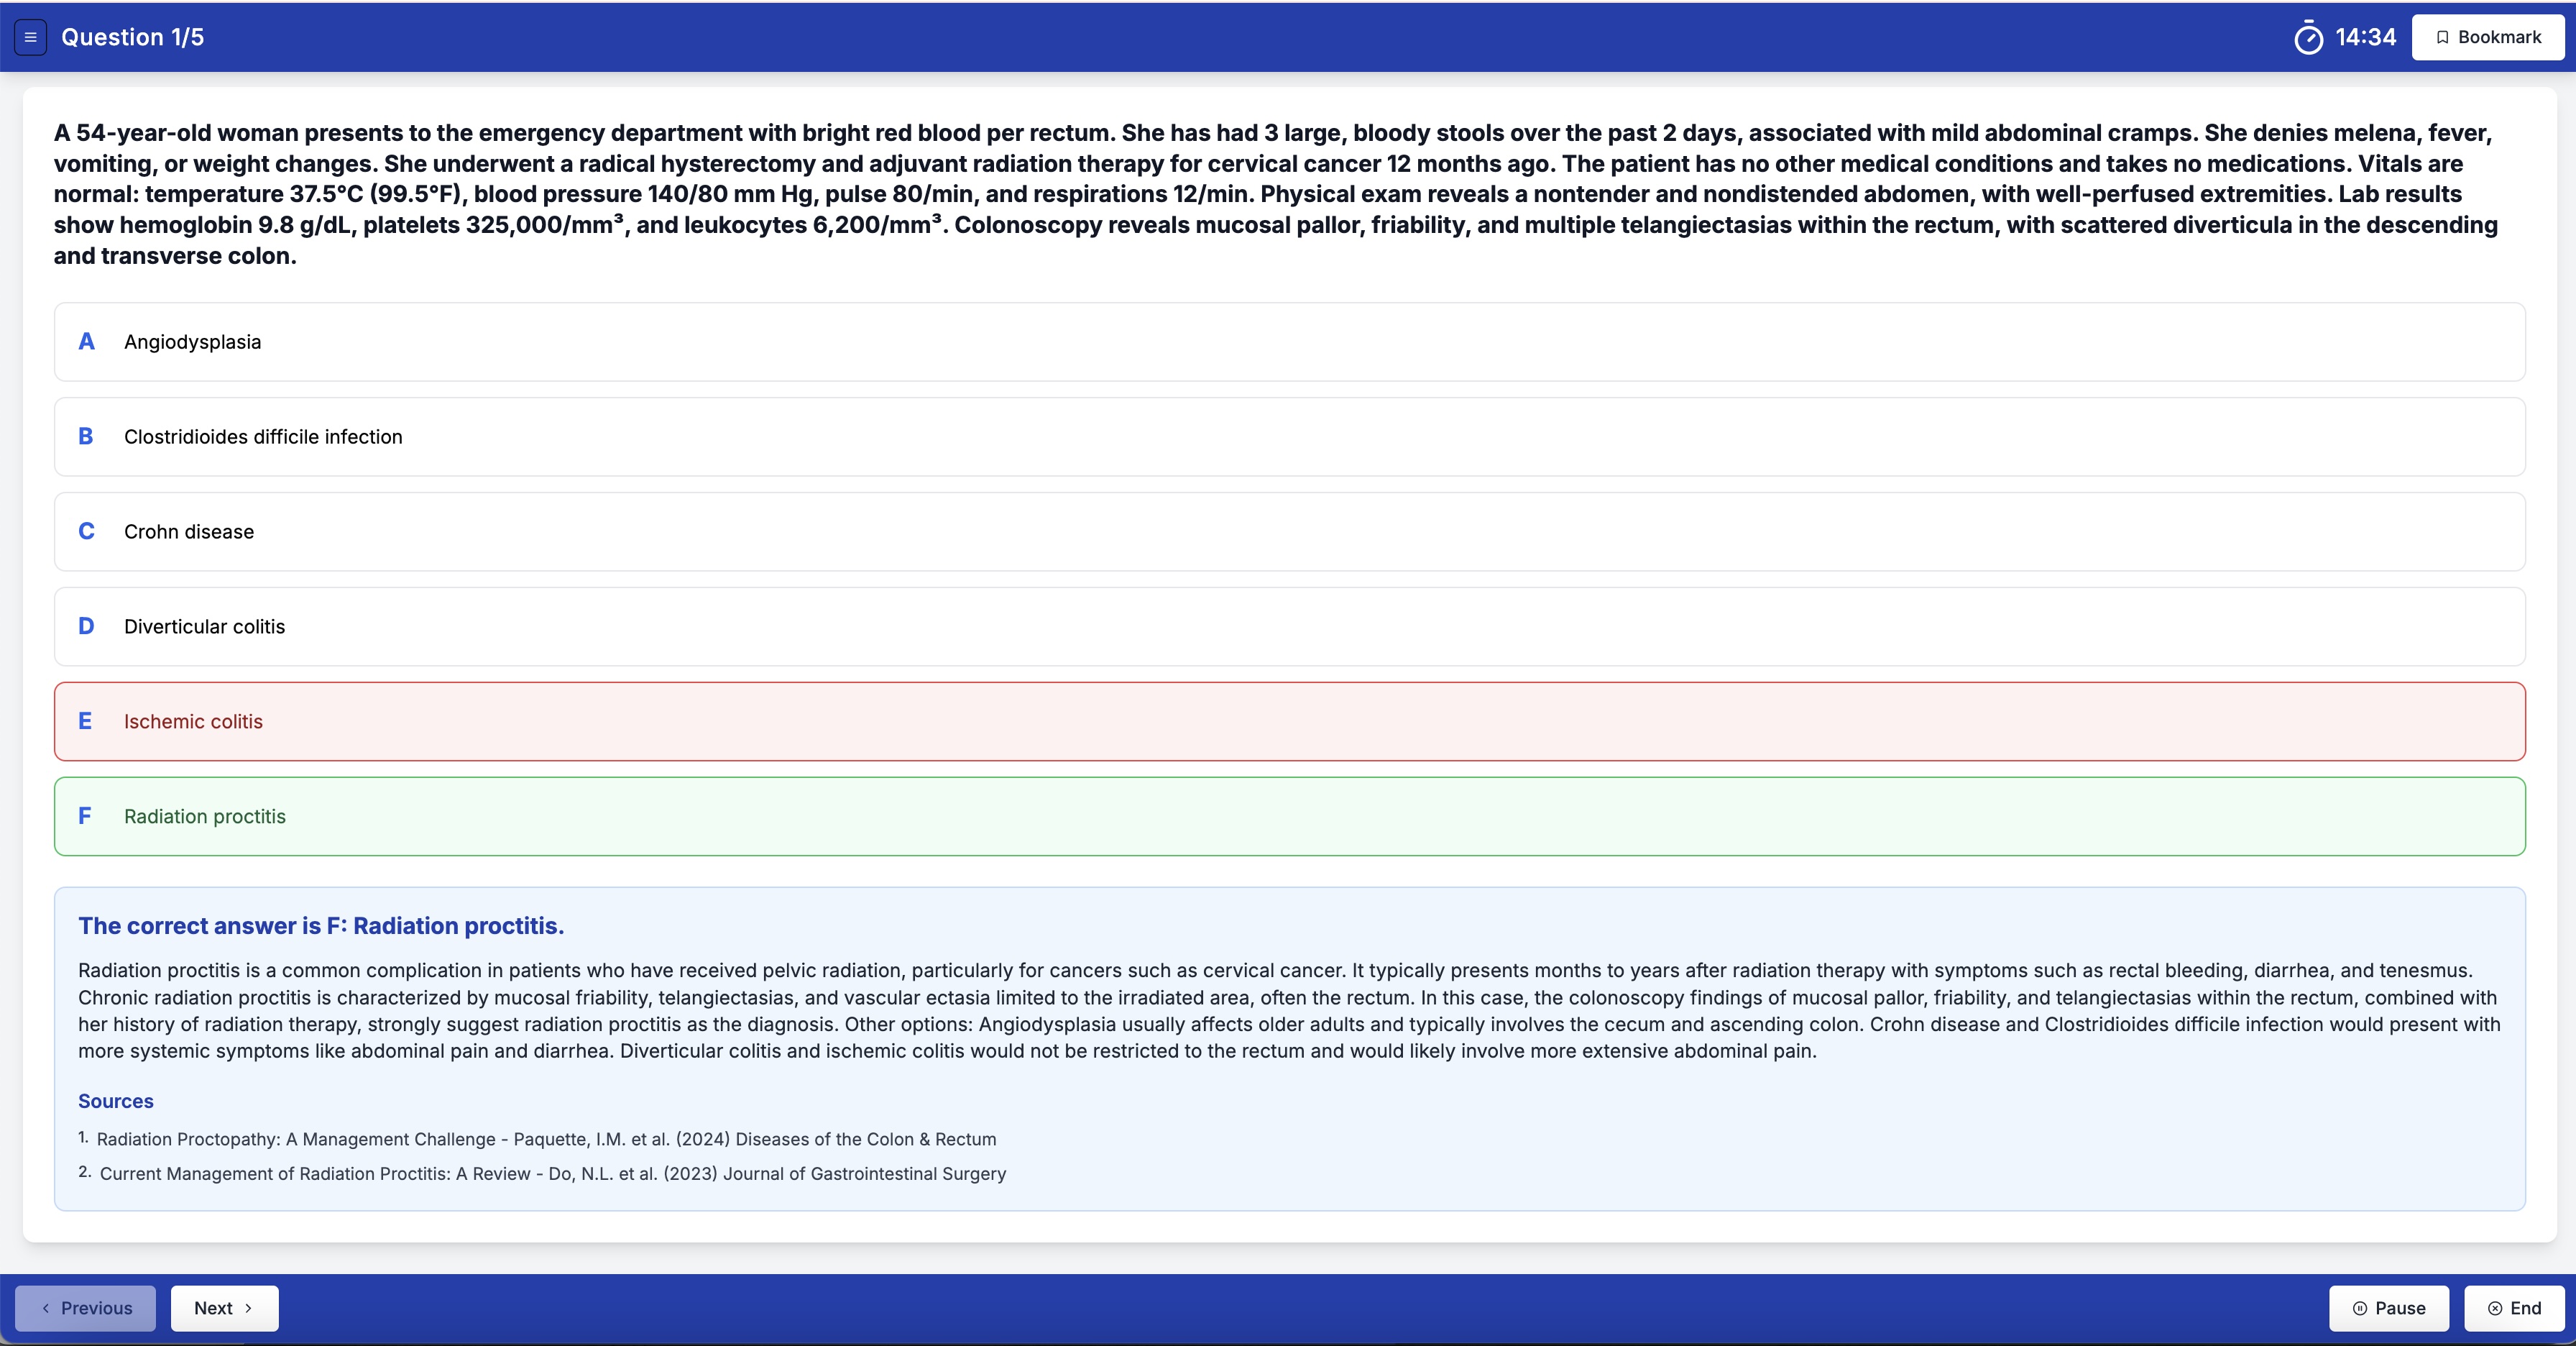 Question 1/5
14:34
Bookmark
A 54-year-old woman presents to the emergency department with bright red blood per rectum. She has had 3 large, bloody stools over the past 2 days, associated with mild abdominal cramps. She denies melena, fever,
vomiting, or weight changes. She underwent a radical hysterectomy and adjuvant radiation therapy for cervical cancer 12 months ago. The patient has no other medical conditions and takes no medications. Vitals are
normal: temperature 37.5°C (99.5°F), blood pressure 140/80 mm Hg, pulse 80/min, and respirations 12/min. Physical exam reveals a nontender and nondistended abdomen, with well-perfused extremities. Lab results
show hemoglobin 9.8 g/dL, platelets 325,000/mm³, and leukocytes 6,200/mm³. Colonoscopy reveals mucosal pallor, friability, and multiple telangiectasias within the rectum, with scattered diverticula in the descending
and transverse colon.
A Angiodysplasia
B Clostridioides difficile infection
C Crohn disease
D Diverticular colitis
E Ischemic colitis
F Radiation proctitis
The correct answer is F: Radiation proctitis.
Radiation proctitis is a common complication in patients who have received pelvic radiation, particularly for cancers such as cervical cancer. It typically presents months to years after radiation therapy with symptoms such as rectal bleeding, diarrhea, and tenesmus.
Chronic radiation proctitis is characterized by mucosal friability, telangiectasias, and vascular ectasia limited to the irradiated area, often the rectum. In this case, the colonoscopy findings of mucosal pallor, friability, and telangiectasias within the rectum, combined with
her history of radiation therapy, strongly suggest radiation proctitis as the diagnosis. Other options: Angiodysplasia usually affects older adults and typically involves the cecum and ascending colon. Crohn disease and Clostridioides difficile infection would present with
more systemic symptoms like abdominal pain and diarrhea. Diverticular colitis and ischemic colitis would not be restricted to the rectum and would likely involve more extensive abdominal pain.
Sources
1. Radiation Proctopathy: A Management Challenge - Paquette, I.M. et al. (2024) Diseases of the Colon & Rectum
2. Current Management of Radiation Proctitis: A Review - Do, N.L. et al. (2023) Journal of Gastrointestinal Surgery
Previous
Next
Pause
End